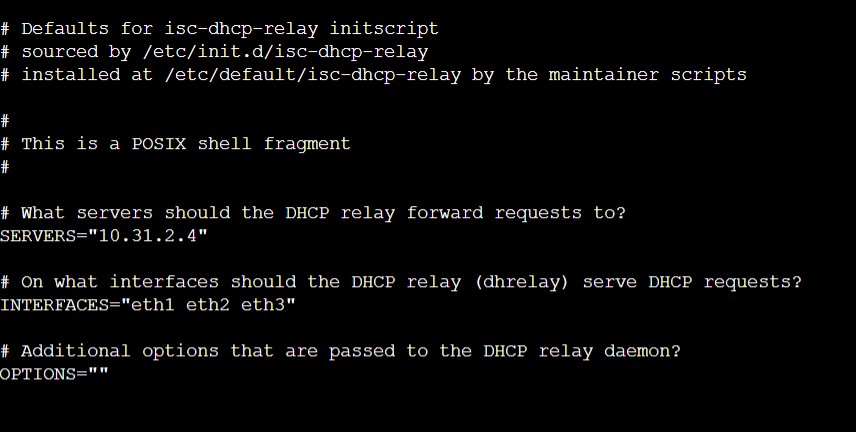 # Defaults for isc-dhcp-relay initscript
# sourced by /etc/init.d/isc-dhcp-relay
# installed at /etc/default/isc-dhcp-relay by the maintainer scripts
#
# This is a POSIX shell fragment
#
# What servers should the DHCP relay forward requests to?
SERVERS="10.31.2.4"
# On what interfaces should the DHCP relay (dhrelay) serve DHCP requests?
INTERFACES="eth1 eth2 eth3"
# Additional options that are passed to the DHCP relay daemon?
OPTIONS=""